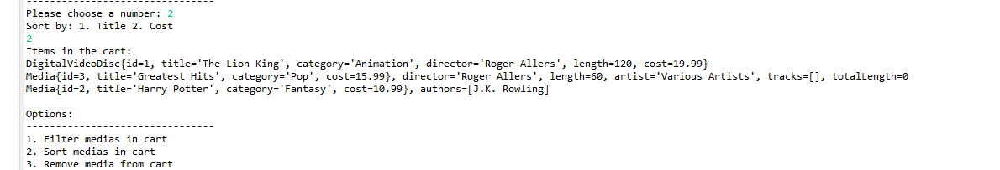 --------------------------------
Please choose a number: 2
Sort by: 1. Title 2. Cost
2
Items in the cart:
DigitalVideoDisc{id=1, title='The Lion King', category='Animation', director='Roger Allers', length=120, cost=19.99}
Media{id=3, title='Greatest Hits', category='Pop', cost=15.99}, director='Roger Allers', length=60, artist='Various Artists', tracks=[], totalLength=0
Media{id=2, title='Harry Potter', category='Fantasy', cost=10.99}, authors=[J.K. Rowling]
Options:
--------------------------------
1. Filter medias in cart
2. Sort medias in cart
3. Remove media from cart